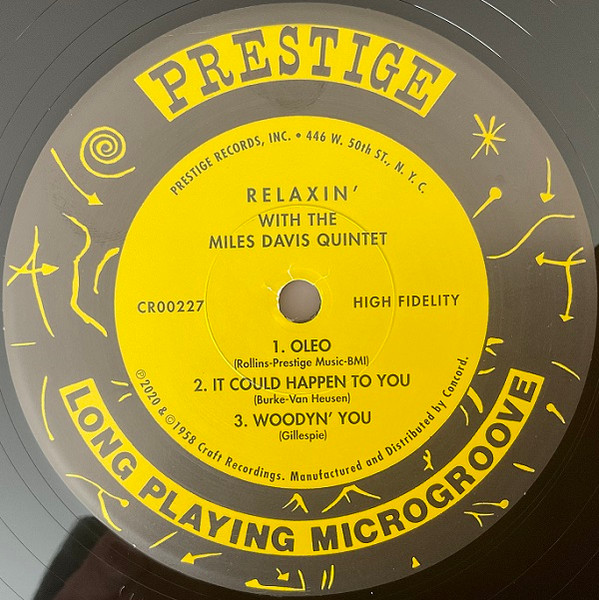 PRESTIGE
PRESTIGE RECORDS, INC. • 446 W. 50th ST., N. Y. C.
RELAXIN'
WITH THE
MILES DAVIS QUINTET
CR00227
HIGH FIDELITY
1. OLEO
(Rollins-Prestige Music-BMI)
2. IT COULD HAPPEN TO YOU
(Burke-Van Heusen)
3. WOODYN' YOU
(Gillespie)
℗2020 & ©1958 Craft Recordings. Manufactured and Distributed by Concord.
LONG PLAYING MICROGROOVE